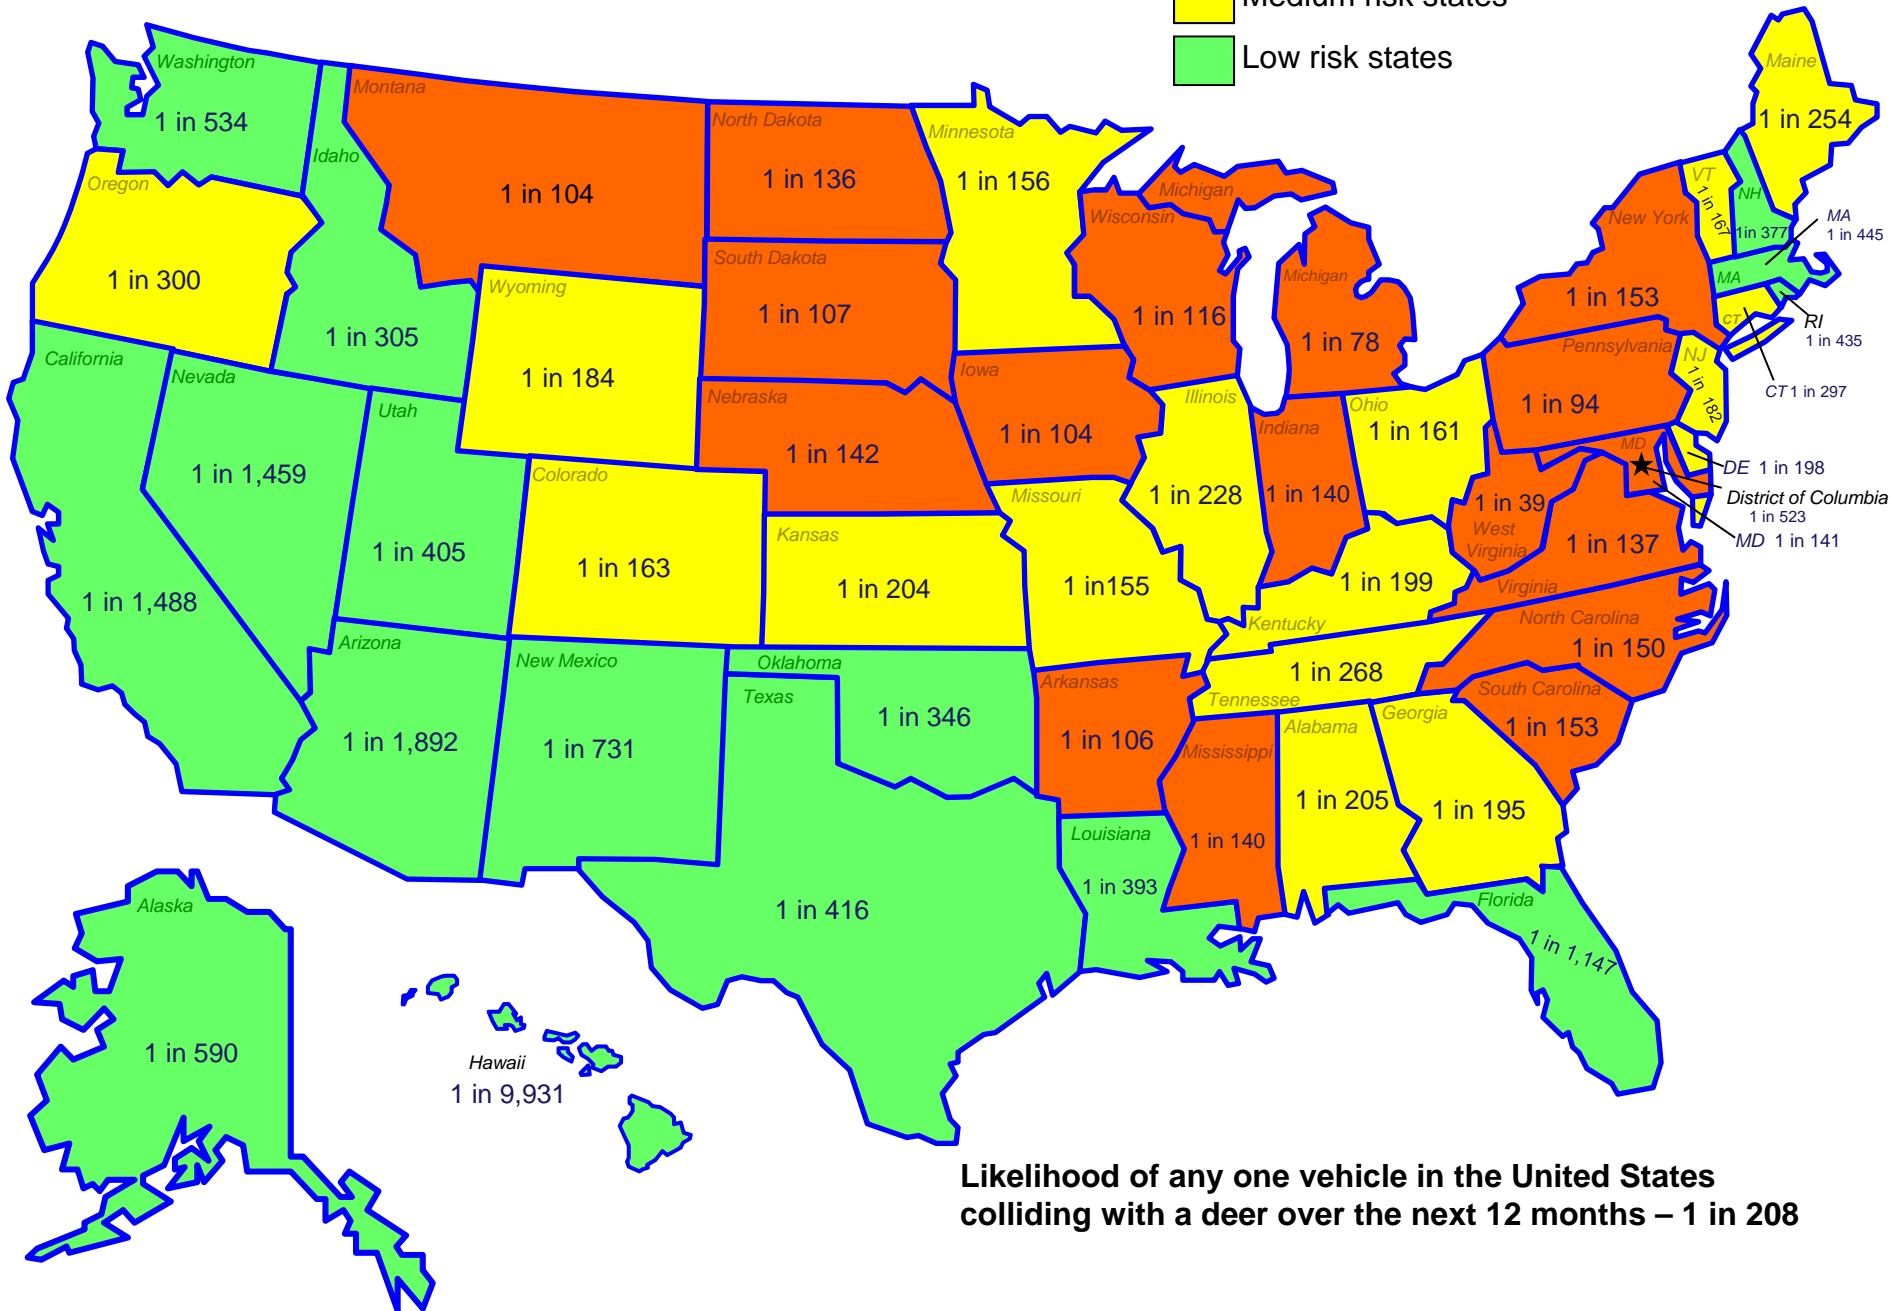 Medium risk states
Low risk states
Washington
1 in 534
Idaho
1 in 305
Montana
1 in 104
North Dakota
1 in 136
Minnesota
1 in 156
Michigan
Wisconsin
1 in 116
Michigan
1 in 78
Maine
1 in 254
VT
1 in 167
NH
1in 377
MA
1 in 445
MA
New York
1 in 153
RI
1 in 435
CT
CT 1 in 297
Oregon
1 in 300
Wyoming
1 in 184
South Dakota
1 in 107
Iowa
1 in 104
Nebraska
1 in 142
Illinois
1 in 228
Indiana
1 in 140
Ohio
1 in 161
Pennsylvania
1 in 94
NJ
1 in 182
MD
DE 1 in 198
District of Columbia
1 in 523
MD 1 in 141
California
1 in 1,488
Nevada
1 in 1,459
Utah
1 in 405
Colorado
1 in 163
Kansas
1 in 204
Missouri
1 in155
1 in 199
Kentucky
1 in 39
West
Virginia
1 in 137
Virginia
North Carolina
1 in 150
Arizona
1 in 1,892
New Mexico
1 in 731
Oklahoma
1 in 346
Texas
1 in 416
Arkansas
1 in 106
1 in 268
Tennessee
South Carolina
1 in 153
Mississippi
1 in 140
Alabama
1 in 205
Georgia
1 in 195
Louisiana
1 in 393
Florida
1 in 1,147
Alaska
1 in 590
Hawaii
1 in 9,931
Likelihood of any one vehicle in the United States
colliding with a deer over the next 12 months – 1 in 208